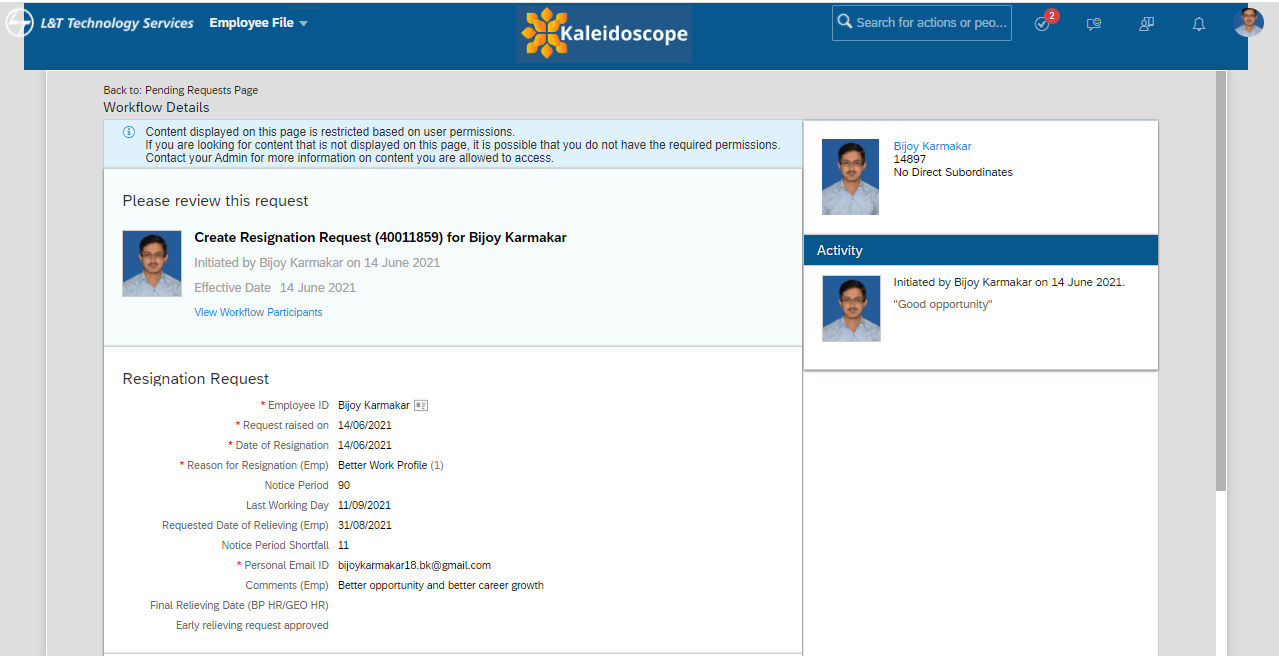 L&T Technology Services Employee File Kaleidoscope Search for actions or peo... 2
Back to: Pending Requests Page
Workflow Details
Content displayed on this page is restricted based on user permissions.
If you are looking for content that is not displayed on this page, it is possible that you do not have the required permissions.
Contact your Admin for more information on content you are allowed to access.
Please review this request
Create Resignation Request (40011859) for Bijoy Karmakar
Initiated by Bijoy Karmakar on 14 June 2021
Effective Date 14 June 2021
View Workflow Participants
Resignation Request
* Employee ID Bijoy Karmakar
* Request raised on 14/06/2021
* Date of Resignation 14/06/2021
* Reason for Resignation (Emp) Better Work Profile (1)
Notice Period 90
Last Working Day 11/09/2021
Requested Date of Relieving (Emp) 31/08/2021
Notice Period Shortfall 11
* Personal Email ID bijoykarmakar18.bk@gmail.com
Comments (Emp) Better opportunity and better career growth
Final Relieving Date (BP HR/GEO HR)
Early relieving request approved
Bijoy Karmakar
14897
No Direct Subordinates
Activity
Initiated by Bijoy Karmakar on 14 June 2021.
"Good opportunity"